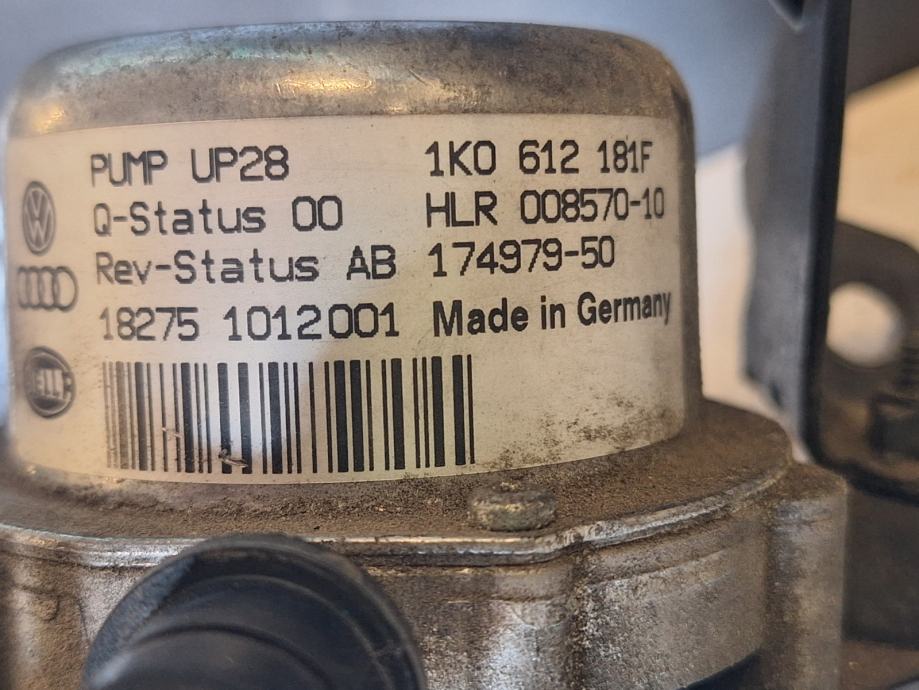 PUMP UP28 1K0 612 181F
Q-Status 00 HLR 008570-10
Rev-Status AB 174979-50
18275 1012001 Made in Germany